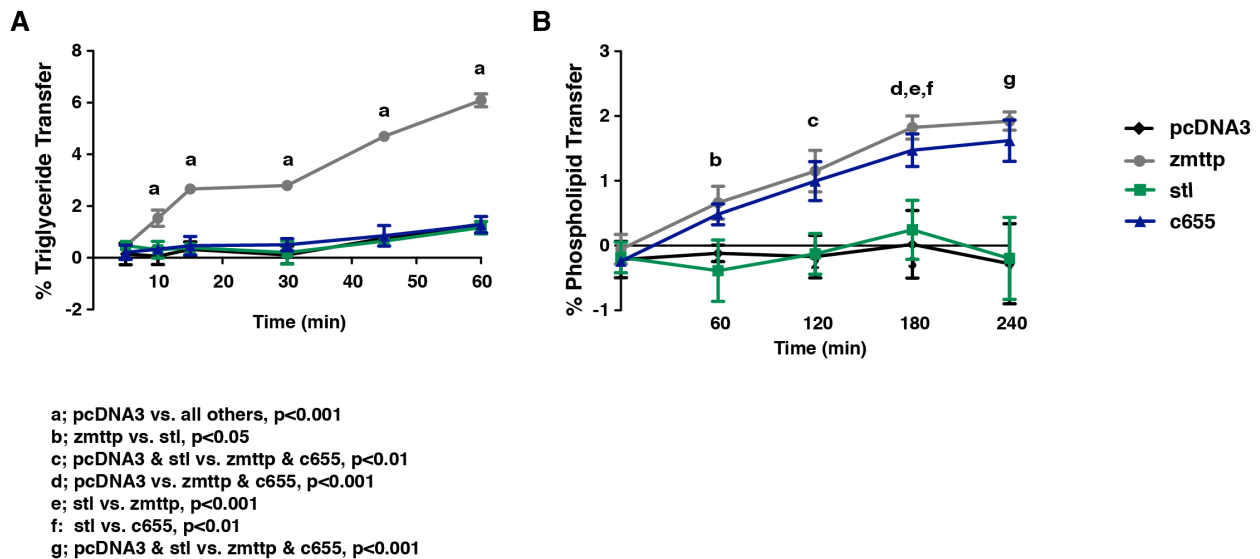 A
B
% Triglyceride Transfer
8
6
4
2
0
-2
10
20
30
40
50
60
a
a
a
a
a
Time (min)
% Phospholipid Transfer
3
2
1
0
-1
60
120
180
240
b
c
d,e,f
g
Time (min)
pcDNA3
zmttp
stl
c655
a; pcDNA3 vs. all others, p<0.001
b; zmttp vs. stl, p<0.05
c; pcDNA3 & stl vs. zmttp & c655, p<0.01
d; pcDNA3 vs. zmttp & c655, p<0.001
e; stl vs. zmttp, p<0.001
f: stl vs. c655, p<0.01
g; pcDNA3 & stl vs. zmttp & c655, p<0.001